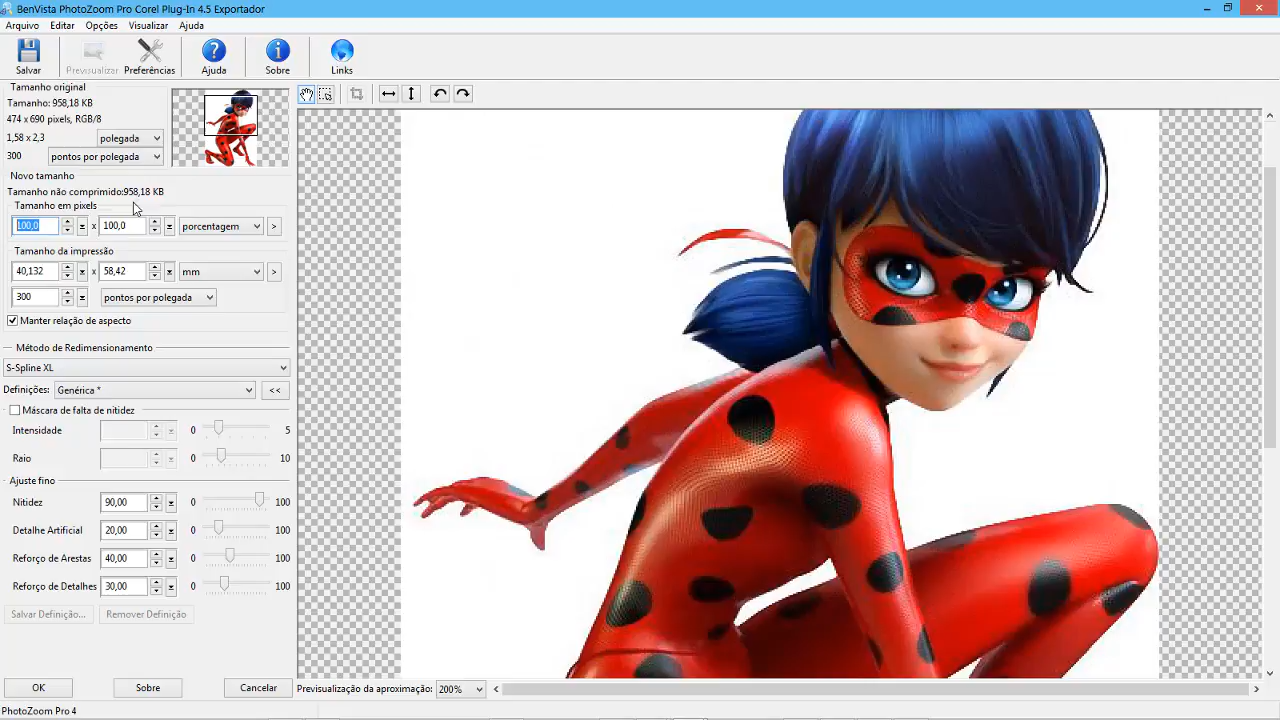 BenVista PhotoZoom Pro Corel Plug-In 4.5 Exportador
Arquivo Editar Opções Visualizar Ajuda
Salvar Previsualizar Preferências Ajuda Sobre Links
Tamanho original
Tamanho: 958,18 KB
474 x 690 pixels, RGB/8
1,58 x 2,3 polegada
300 pontos por polegada
Novo tamanho
Tamanho não comprimido:958,18 KB
Tamanho em pixels
100,0 x 100,0 porcentagem >
Tamanho da impressão
40,132 x 58,42 mm >
300 pontos por polegada
Manter relação de aspecto
Método de Redimensionamento
S-Spline XL
Definições: Genérica * <<
Máscara de falta de nitidez
Intensidade 0 5
Raio 0 10
Ajuste fino
Nitidez 90,00 0 100
Detalhe Artificial 20,00 0 100
Reforço de Arestas 40,00 0 100
Reforço de Detalhes 30,00 0 100
Salvar Definição... Remover Definição
OK Sobre Cancelar Previsualização da aproximação: 200%
PhotoZoom Pro 4